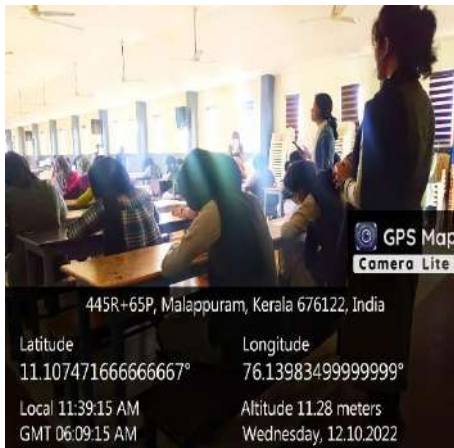 GPS Map
Camera Lite
445R+65P, Malappuram, Kerala 676122, India
Latitude
11.107471666666667°
Longitude
76.13983499999999°
Local 11:39:15 AM
GMT 06:09:15 AM
Altitude 11.28 meters
Wednesday, 12.10.2022